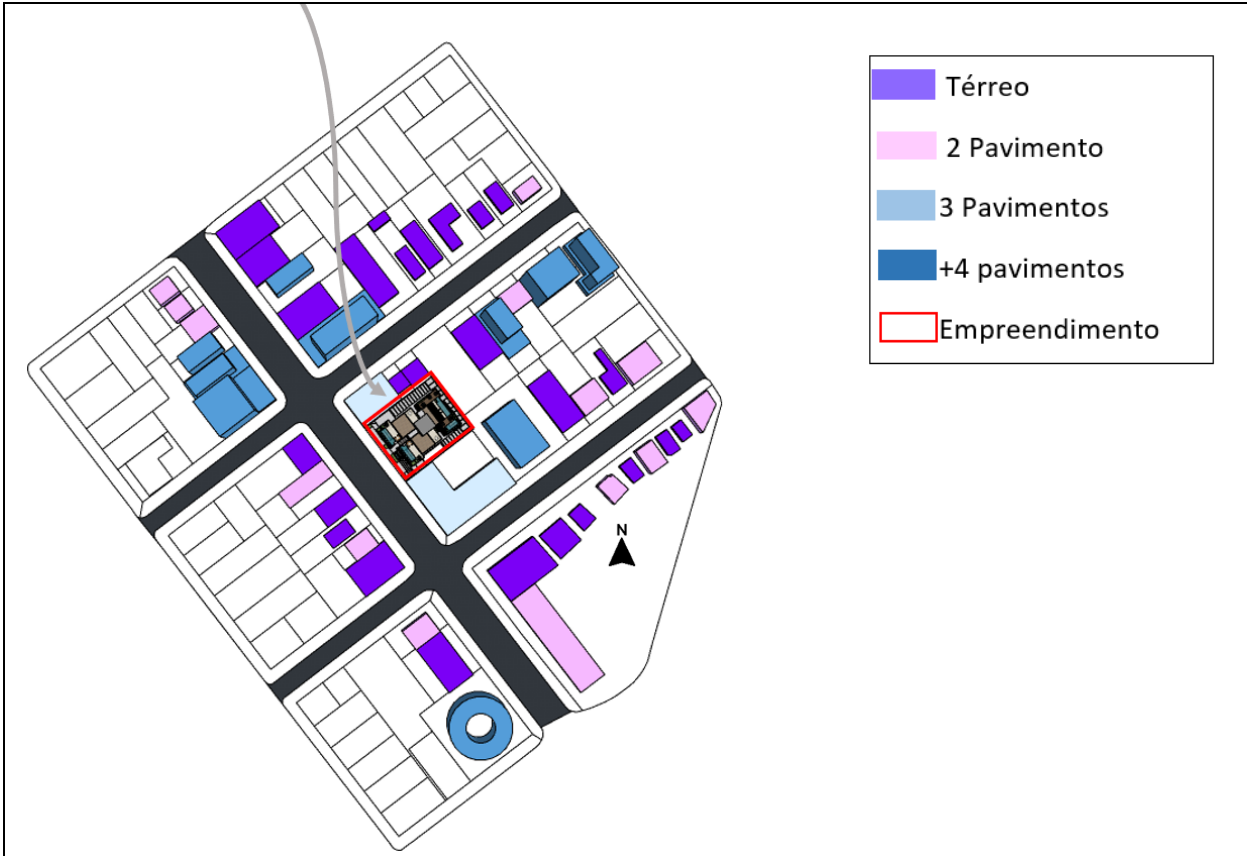 Térreo
2 Pavimento
3 Pavimentos
+4 pavimentos
Empreendimento
N